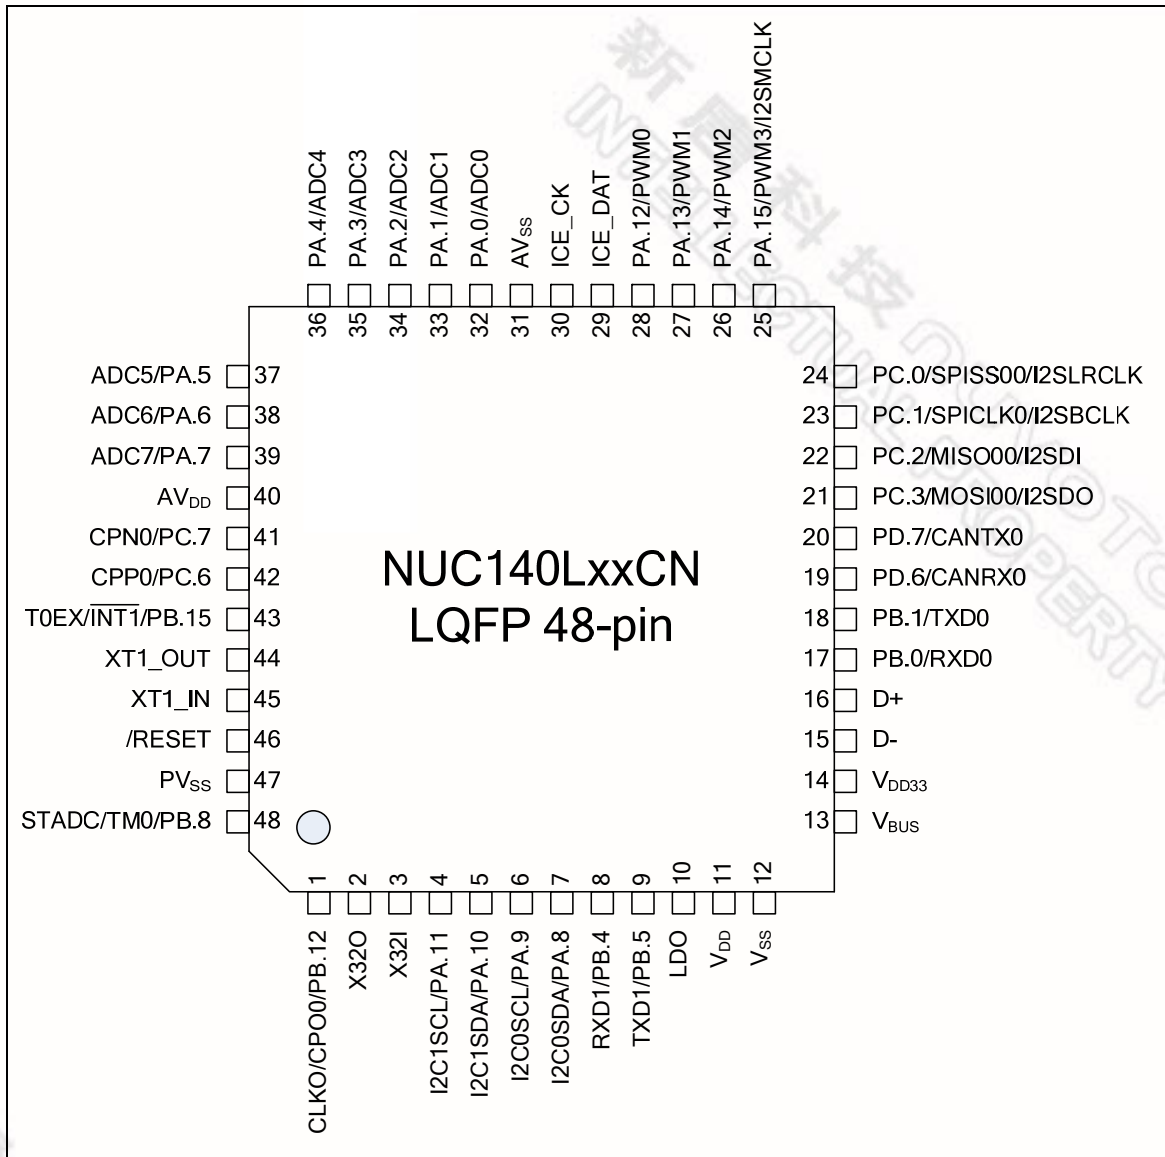 新唐科技 nuvoTon
INTELLECTUAL PROPERTY
PA.4/ADC4
PA.3/ADC3
PA.2/ADC2
PA.1/ADC1
PA.0/ADC0
AVSS
ICE_CK
ICE_DAT
PA.12/PWM0
PA.13/PWM1
PA.14/PWM2
PA.15/PWM3/I2SMCLK
36
35
34
33
32
31
30
29
28
27
26
25
ADC5/PA.5 37
ADC6/PA.6 38
ADC7/PA.7 39
AVDD 40
CPN0/PC.7 41
CPP0/PC.6 42
T0EX/INT1/PB.15 43
XT1_OUT 44
XT1_IN 45
/RESET 46
PVSS 47
STADC/TM0/PB.8 48
NUC140LxxCN
LQFP 48-pin
24 PC.0/SPISS00/I2SLRCLK
23 PC.1/SPICLK0/I2SBCLK
22 PC.2/MISO00/I2SDI
21 PC.3/MOSI00/I2SDO
20 PD.7/CANTX0
19 PD.6/CANRX0
18 PB.1/TXD0
17 PB.0/RXD0
16 D+
15 D-
14 VDD33
13 VBUS
1
2
3
4
5
6
7
8
9
10
11
12
CLKO/CPO0/PB.12
X32O
X32I
I2C1SCL/PA.11
I2C1SDA/PA.10
I2C0SCL/PA.9
I2C0SDA/PA.8
RXD1/PB.4
TXD1/PB.5
LDO
VDD
VSS